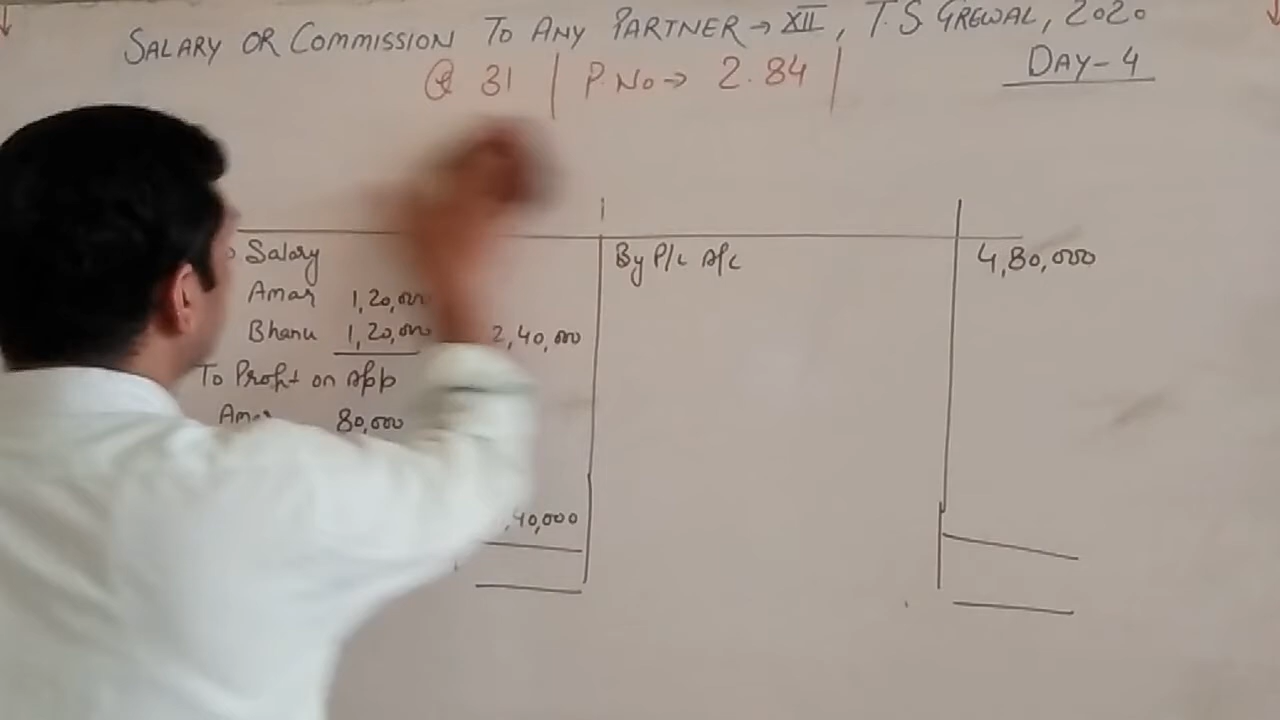 SALARY OR COMMISSION TO ANY PARTNER → XII, T.S GREWAL, 2020
Q 31 | P.No → 2.84 |
DAY-4
Salary
By P/L A/c
4,80,000
Amar 1,20,000
Bhanu 1,20,000 2,40,000
To Profit on App
80,000
,40,000